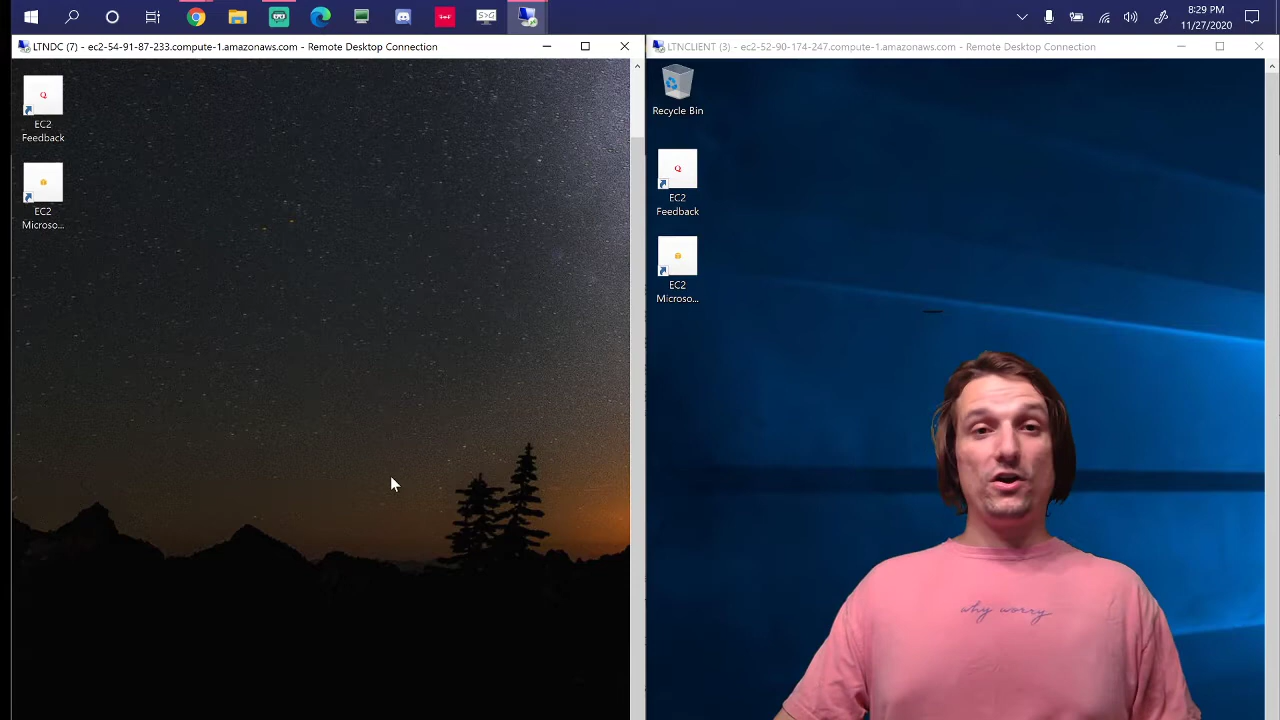 8:29 PM
11/27/2020
LTNDC (7) - ec2-54-91-87-233.compute-1.amazonaws.com - Remote Desktop Connection
LTNCLIENT (3) - ec2-52-90-174-247.compute-1.amazonaws.com - Remote Desktop Connection
EC2
Feedback
EC2
Microso...
Recycle Bin
EC2
Feedback
EC2
Microso...
why worry